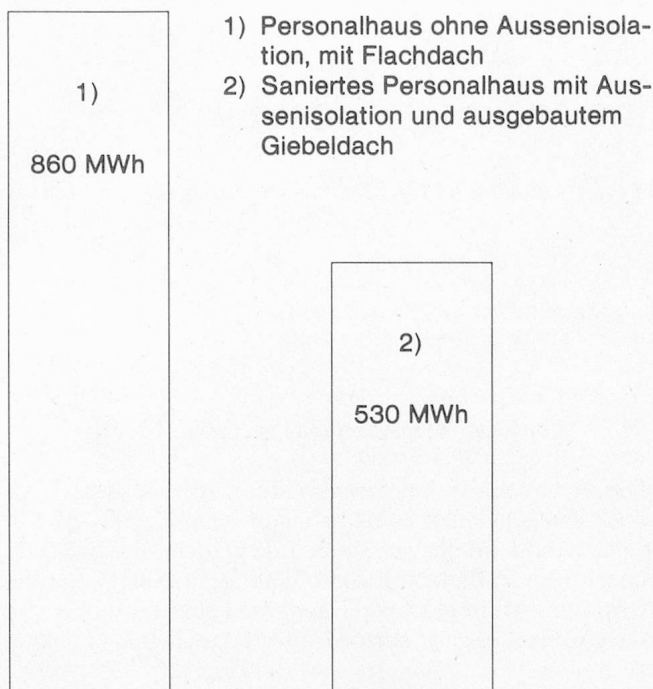 1) Personalhaus ohne Aussenisola-
tion, mit Flachdach
2) Saniertes Personalhaus mit Aus-
senisolation und ausgebautem
Giebeldach
1)
860 MWh
2)
530 MWh